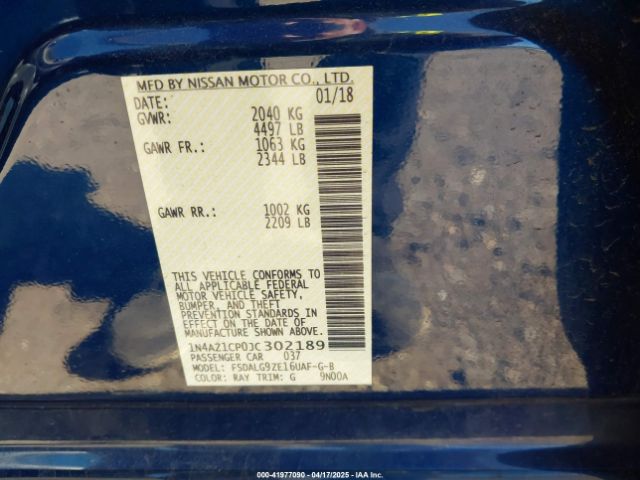 MFD BY NISSAN MOTOR CO., LTD.
DATE: 01/18
GVWR: 2040 KG
4497 LB
GAWR FR.: 1063 KG
2344 LB
GAWR RR.: 1002 KG
2209 LB
THIS VEHICLE CONFORMS TO
ALL APPLICABLE FEDERAL
MOTOR VEHICLE SAFETY,
BUMPER, AND THEFT
PREVENTION STANDARDS
IN EFFECT ON THE DATE OF
MANUFACTURE SHOWN ABOVE.
1N4AZ1CP0JC302189
PASSENGER CAR 037
MODEL: FSDALG9ZE16UAF-G-B
COLOR: RAY TRIM: G 9N00A
00-41977090 - 04/17/2025 - IAA Inc.